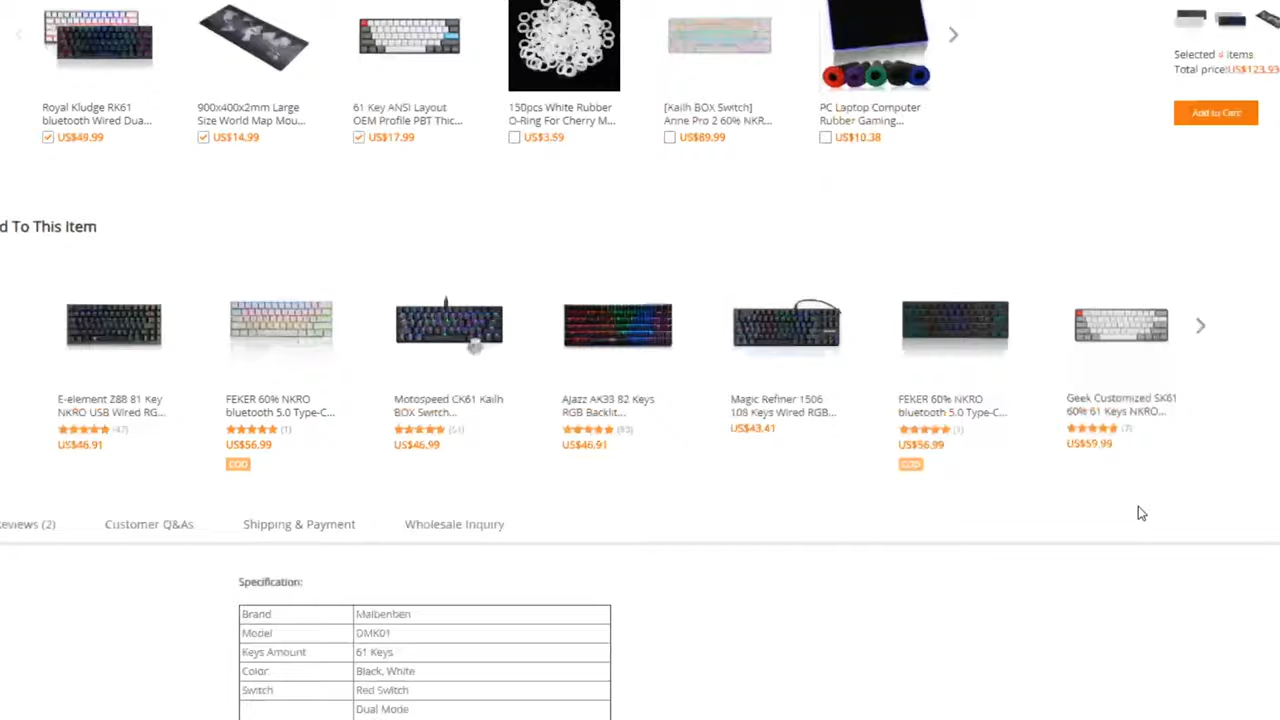 Selected 4 items
Total price:US$123.93
Add to Cart
Royal Kludge RK61
bluetooth Wired Dua...
US$49.99
900x400x2mm Large
Size World Map Mou...
US$14.99
61 Key ANSI Layout
OEM Profile PBT Thic...
US$17.99
150pcs White Rubber
O-Ring For Cherry M...
US$3.59
[Kailh BOX Switch]
Anne Pro 2 60% NKR...
US$89.99
PC Laptop Computer
Rubber Gaming...
US$10.38
d To This Item
E-element Z88 81 Key
NKRO USB Wired RG...
(47)
US$46.91
FEKER 60% NKRO
bluetooth 5.0 Type-C...
(1)
US$56.99
COD
Motospeed CK61 Kailh
BOX Switch...
(51)
US$46.99
Ajazz AK33 82 Keys
RGB Backlit...
(93)
US$46.91
Magic Refiner 1506
108 Keys Wired RGB...
US$43.41
FEKER 60% NKRO
bluetooth 5.0 Type-C...
(1)
US$56.99
COD
Geek Customized SK61
60% 61 Keys NKRO...
(7)
US$59.99
eviews (2)
Customer Q&As
Shipping & Payment
Wholesale Inquiry
Specification:
Brand Maibenben
Model DMK01
Keys Amount 61 Keys
Color: Black, White
Switch Red Switch
Dual Mode